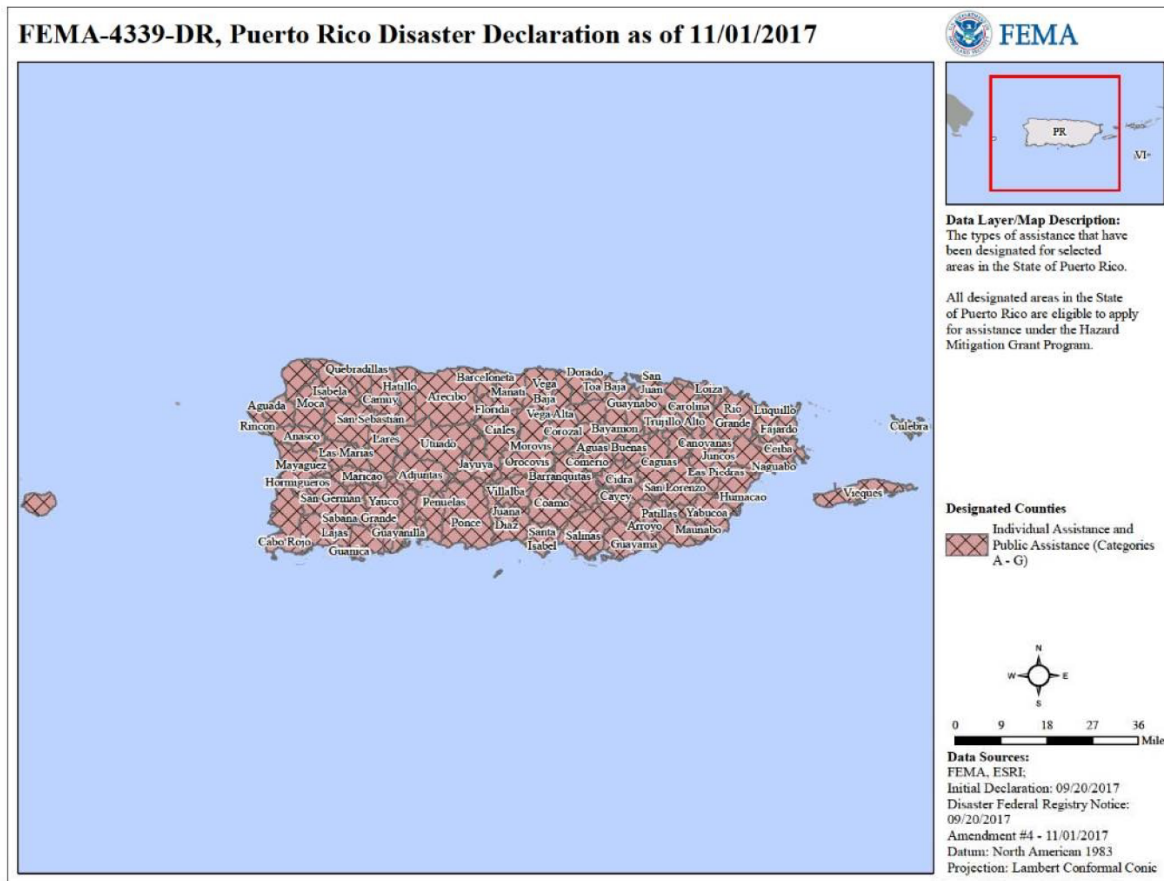 FEMA-4339-DR, Puerto Rico Disaster Declaration as of 11/01/2017
FEMA
PR
VI
Data Layer/Map Description:
The types of assistance that have
been designated for selected
areas in the State of Puerto Rico.
All designated areas in the State
of Puerto Rico are eligible to apply
for assistance under the Hazard
Mitigation Grant Program.
Quebradillas
Isabela
Hatillo
Camuy
Arecibo
Barceloneta
Manati
Florida
Vega
Baja
Dorado
Toa Baja
San
Juan
Loiza
Aguada
Moca
Rincon
San Sebastian
Vega Alta
Guaynabo
Carolina
Rio
Grande
Luquillo
Trujillo Alto
Fajardo
Culebra
Anasco
Lares
Utuado
Ciales
Corozal
Bayamon
Morovis
Aguas Buenas
Canovanas
Ceiba
Las Marias
Juncos
Mayaguez
Maricao
Adjuntas
Jayuya
Orocovis
Comerio
Caguas
Las Piedras
Naguabo
Hormigueros
Barranquitas
Cidra
San Lorenzo
San German
Yauco
Penuelas
Villalba
Coamo
Cayey
Humacao
Vieques
Sabana Grande
Ponce
Juana
Diaz
Patillas
Yabucoa
Cabo Rojo
Lajas
Guayanilla
Santa
Isabel
Salinas
Arroyo
Maunabo
Guanica
Guayama
Designated Counties
Individual Assistance and
Public Assistance (Categories
A - G)
N
W
E
S
0 9 18 27 36
Mile
Data Sources:
FEMA, ESRI;
Initial Declaration: 09/20/2017
Disaster Federal Registry Notice:
09/20/2017
Amendment #4 - 11/01/2017
Datum: North American 1983
Projection: Lambert Conformal Conic